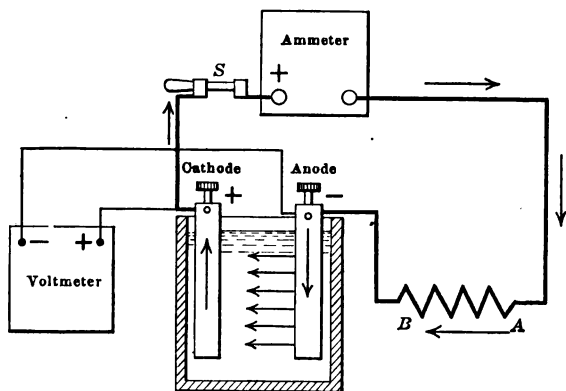 Ammeter
S
+
Cathode
Anode
+
−
− +
Voltmeter
B
A